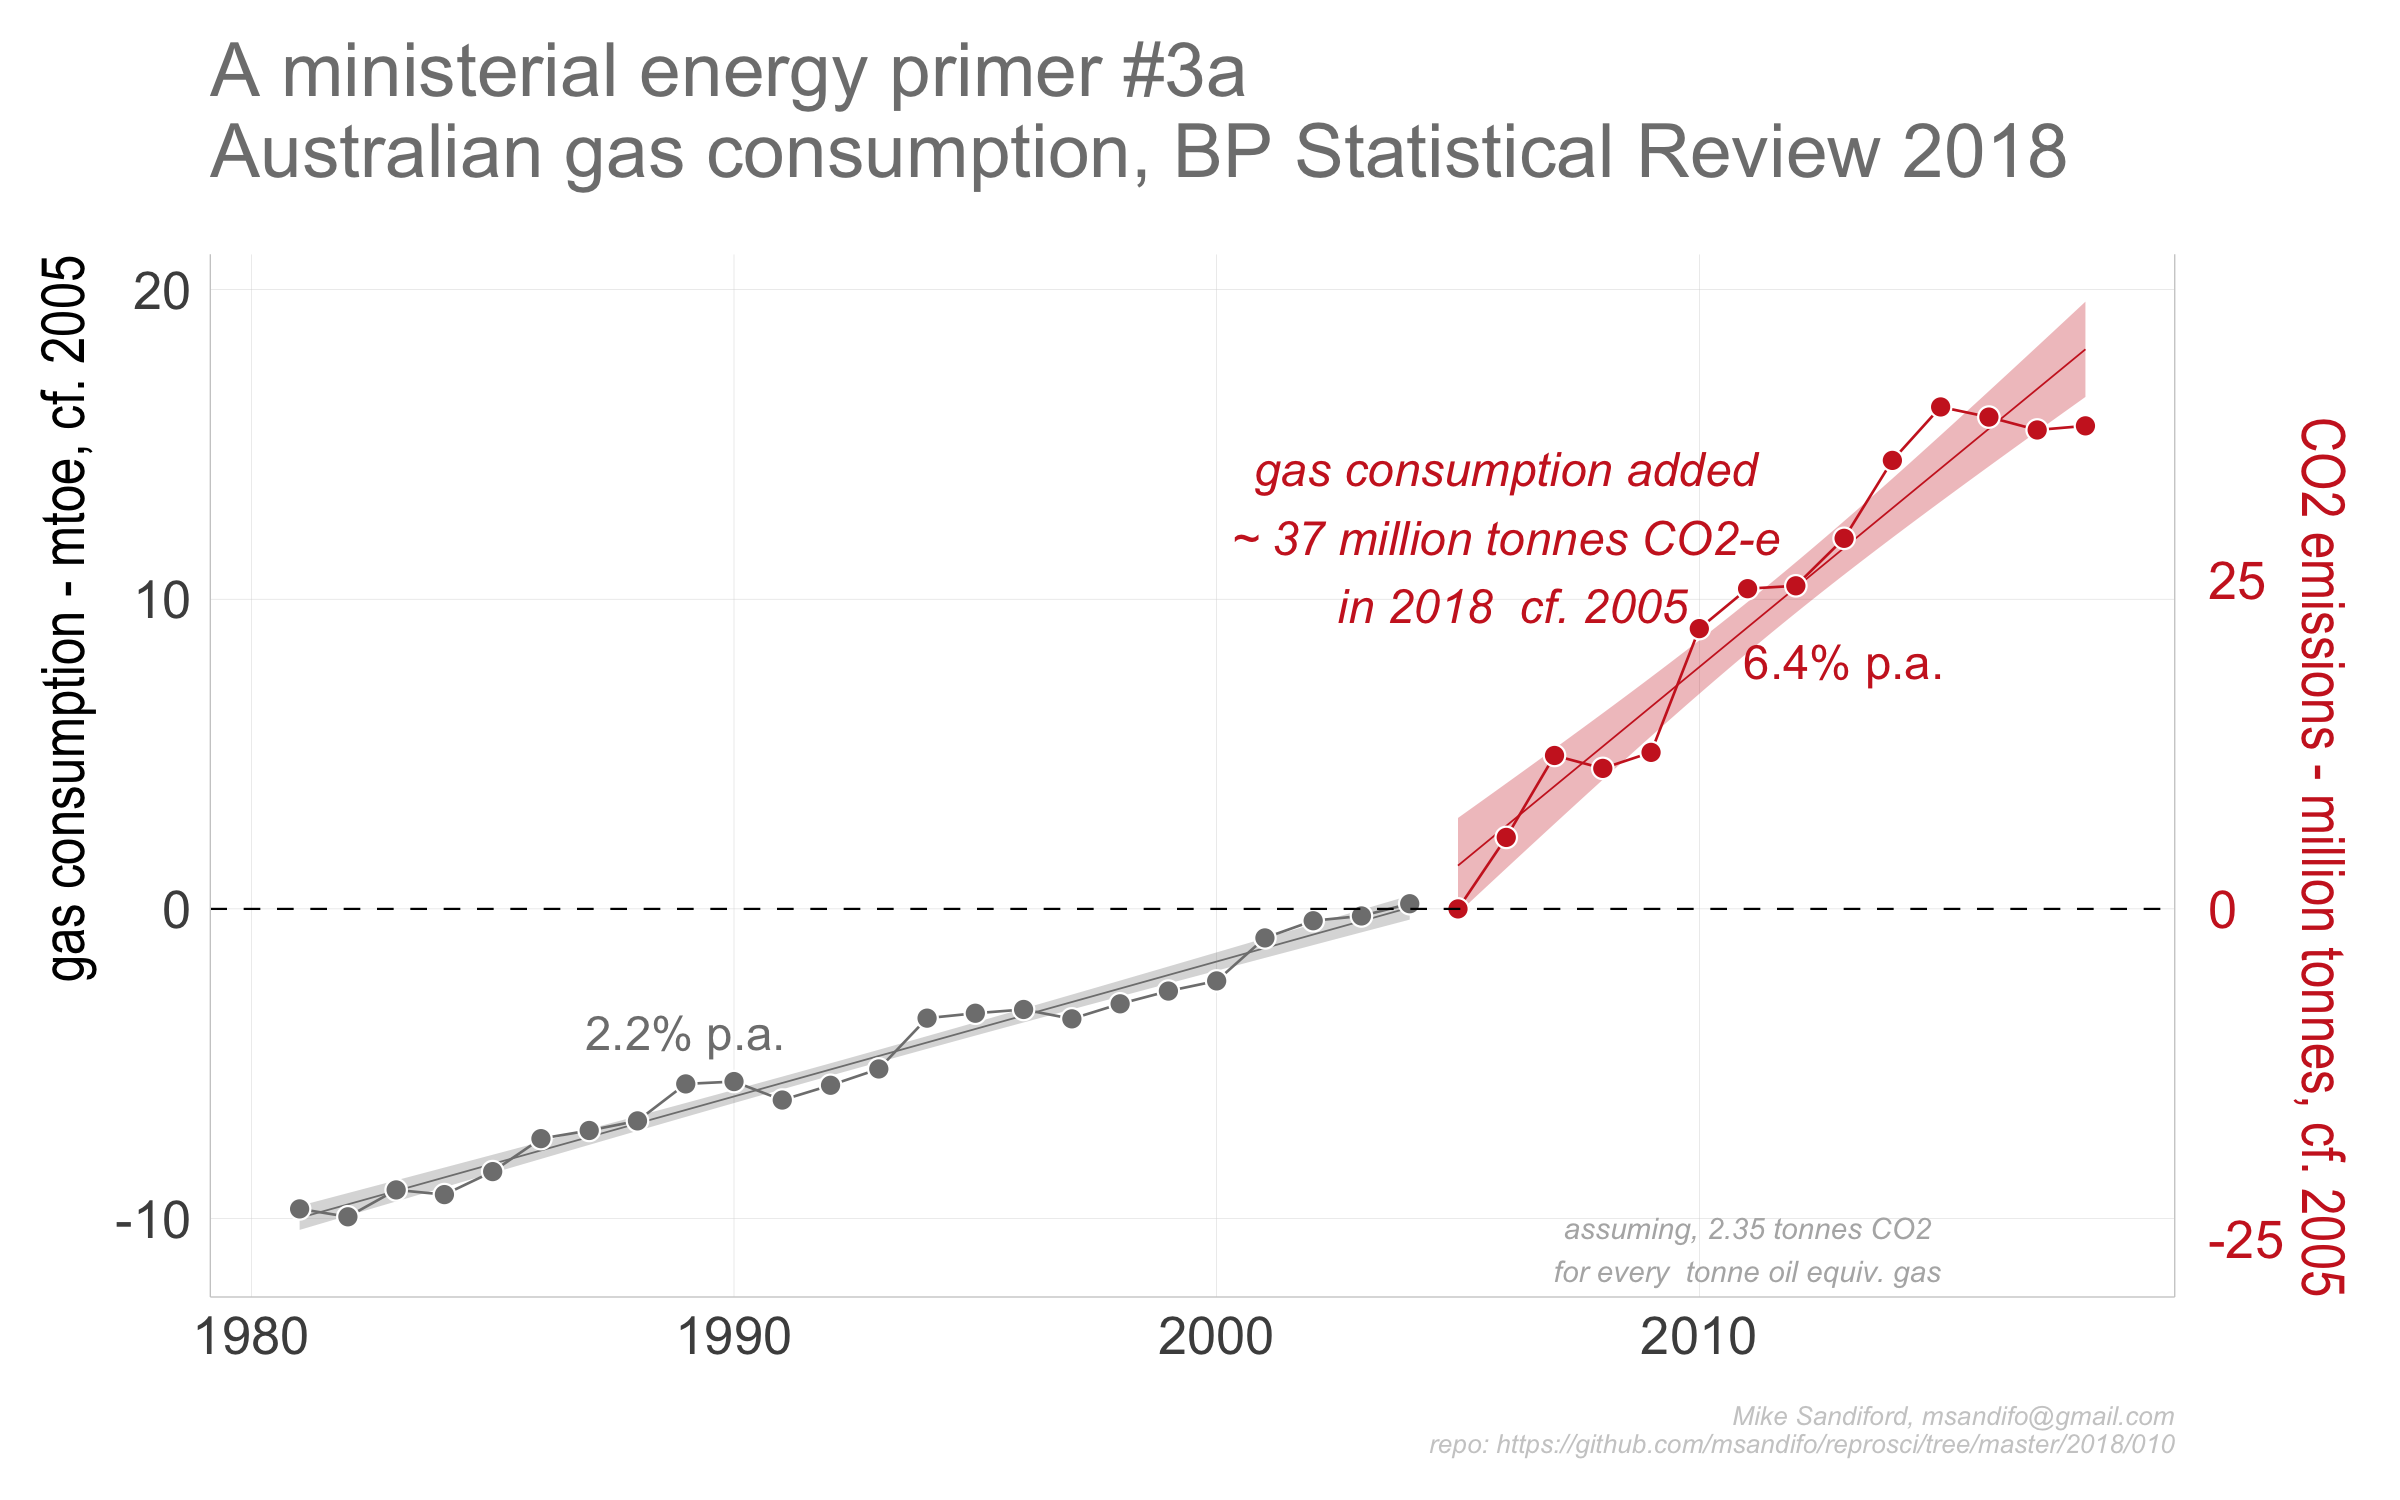 A ministerial energy primer #3a
Australian gas consumption, BP Statistical Review 2018
gas consumption - mtoe, cf. 2005
20
10
0
-10
gas consumption added
~ 37 million tonnes CO2-e
in 2018  cf. 2005
6.4% p.a.
2.2% p.a.
assuming, 2.35 tonnes CO2
for every  tonne oil equiv. gas
25
0
-25
CO2 emissions - million tonnes, cf. 2005
1980
1990
2000
2010
Mike Sandiford, msandifo@gmail.com
repo: https://github.com/msandifo/reprosci/tree/master/2018/010